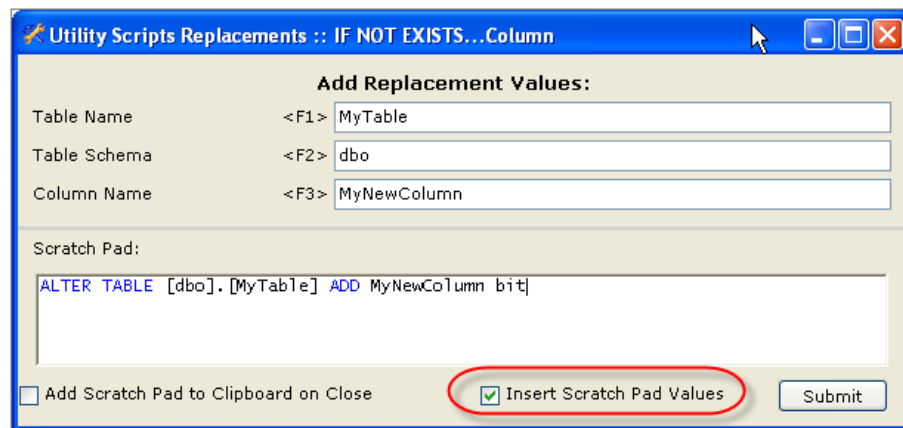 Utility Scripts Replacements :: IF NOT EXISTS...Column
Add Replacement Values:
Table Name <F1> MyTable
Table Schema <F2> dbo
Column Name <F3> MyNewColumn
Scratch Pad:
ALTER TABLE [dbo].[MyTable] ADD MyNewColumn bit
Add Scratch Pad to Clipboard on Close Insert Scratch Pad Values Submit